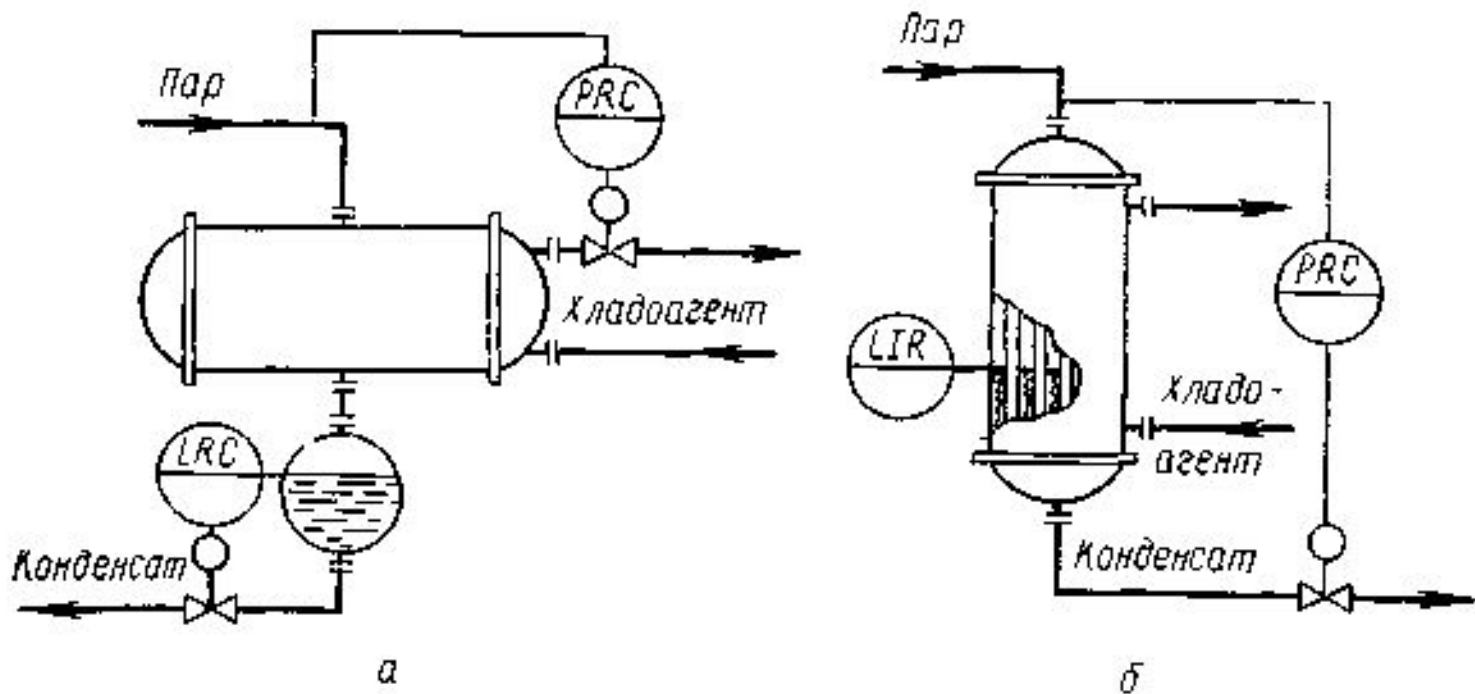 Пар
PRC
Хладоагент
LRC
Конденсат
а
Пар
PRC
LIR
Хладо-
агент
Конденсат
б